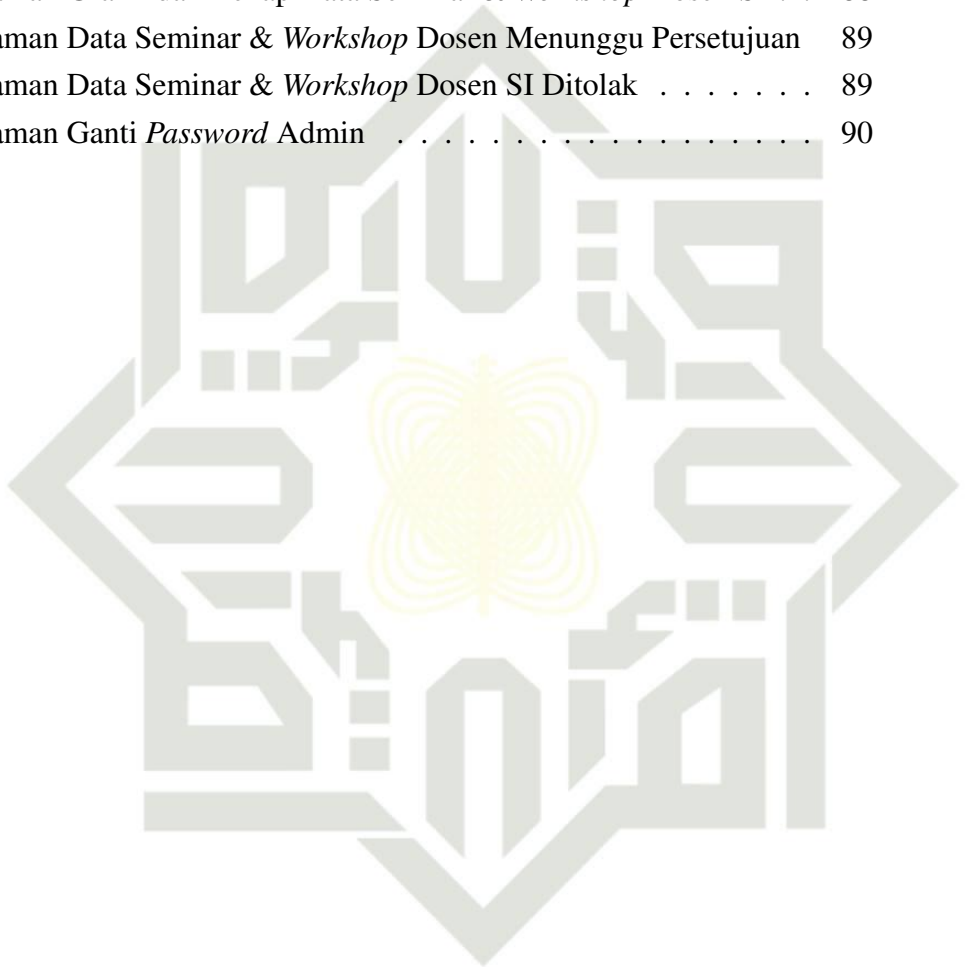 aman Data Seminar & Workshop Dosen Menunggu Persetujuan 89
aman Data Seminar & Workshop Dosen SI Ditolak . . . . . . . 89
aman Ganti Password Admin . . . . . . . . . . . . . . . . . 90